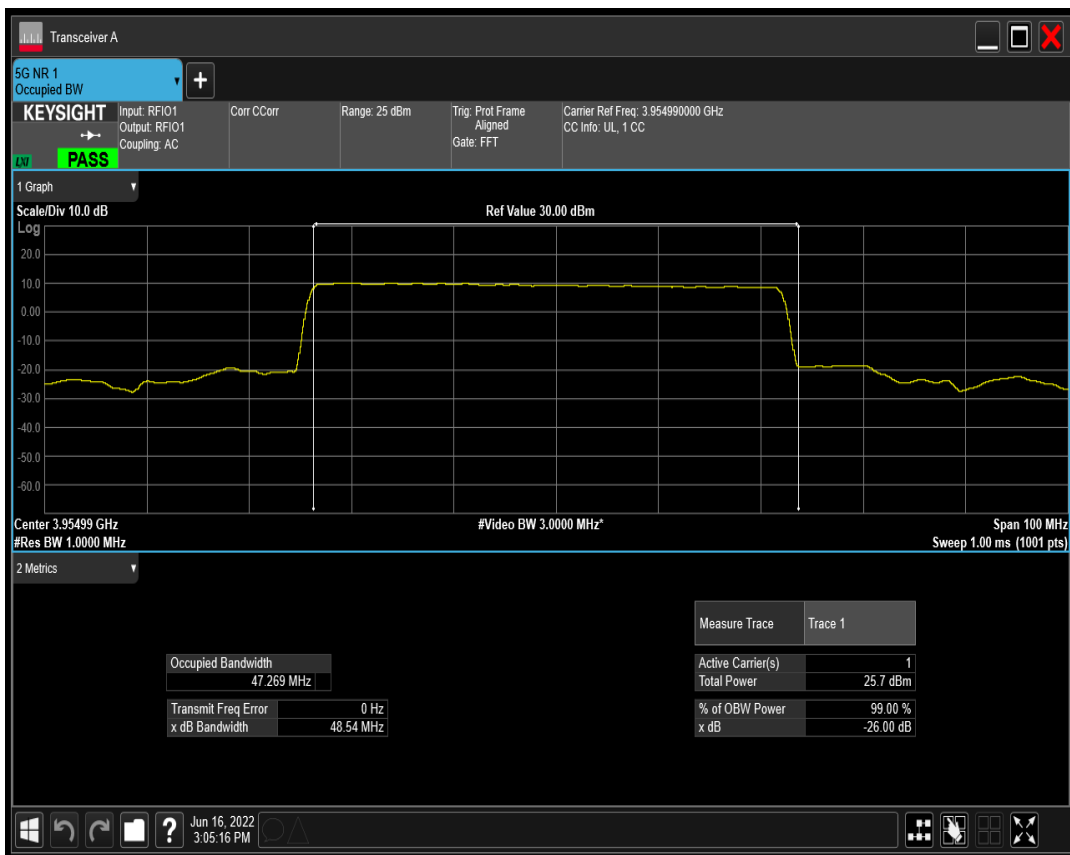 Transceiver A
5G NR 1
Occupied BW
+
KEYSIGHT
LXI
PASS
Input: RFIO1
Output: RFIO1
Coupling: AC
Corr CCorr
Range: 25 dBm
Trig: Prot Frame
Aligned
Gate: FFT
Carrier Ref Freq: 3.954990000 GHz
CC Info: UL, 1 CC
1 Graph
Scale/Div 10.0 dB
Ref Value 30.00 dBm
Log
20.0
10.0
0.00
-10.0
-20.0
-30.0
-40.0
-50.0
-60.0
Center 3.95499 GHz
#Video BW 3.0000 MHz*
Span 100 MHz
#Res BW 1.0000 MHz
Sweep 1.00 ms (1001 pts)
2 Metrics
Measure Trace Trace 1
Occupied Bandwidth
47.269 MHz
Active Carrier(s) 1
Total Power 25.7 dBm
Transmit Freq Error 0 Hz
x dB Bandwidth 48.54 MHz
% of OBW Power 99.00 %
x dB -26.00 dB
?
Jun 16, 2022
3:05:16 PM